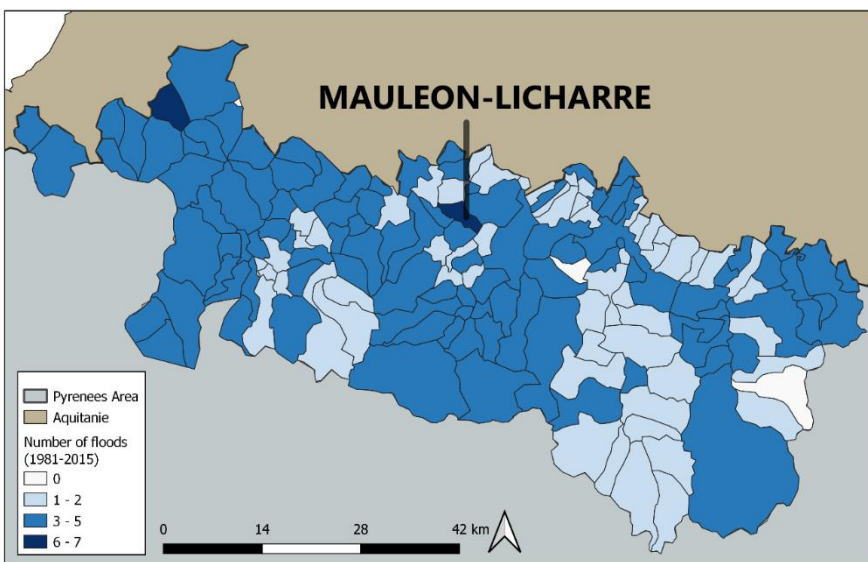 MAULEON-LICHARRE
Pyrenees Area
Aquitanie
Number of floods
(1981-2015)
0
1 - 2
3 - 5
6 - 7
0 14 28 42 km